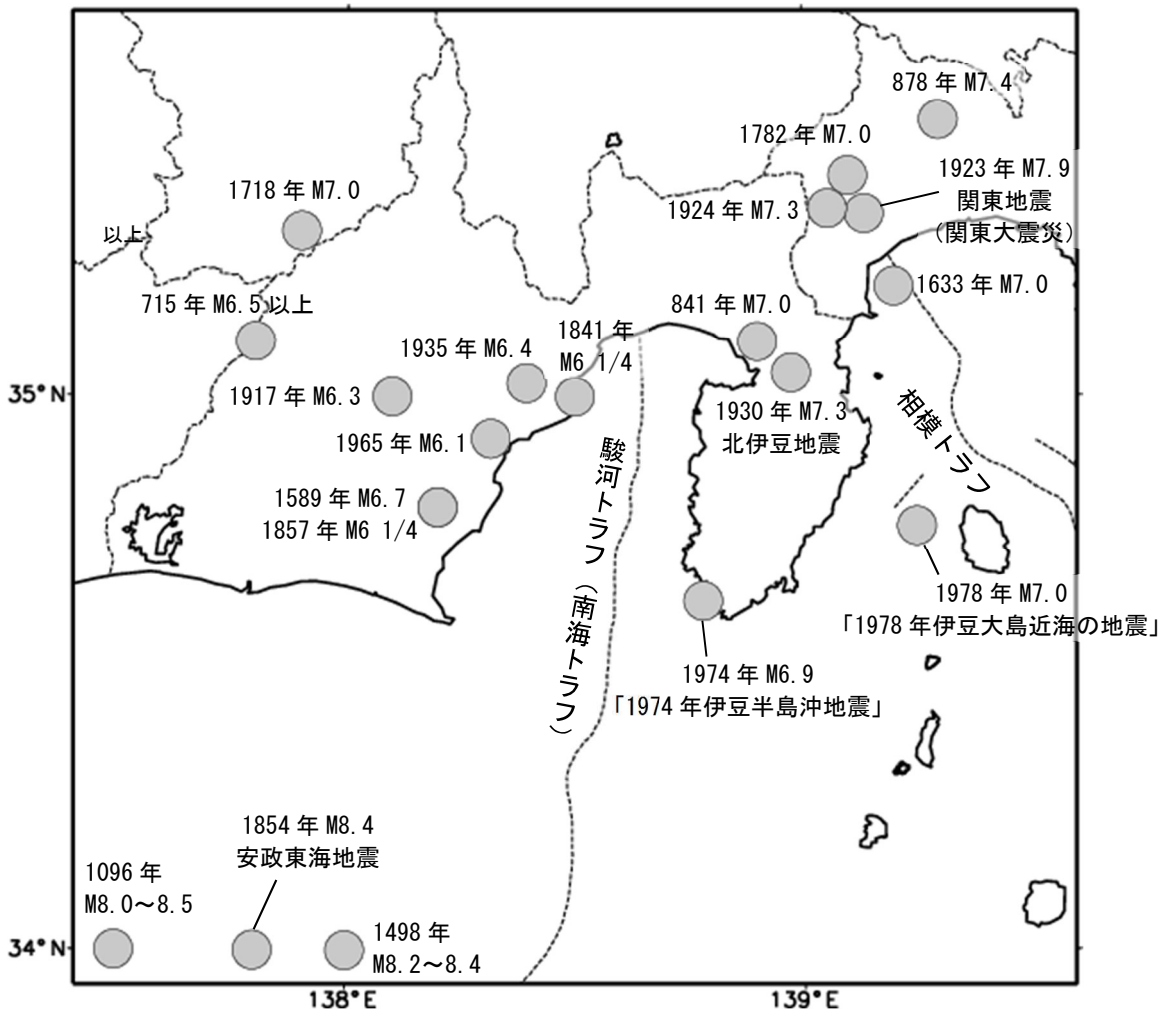 878 年 M7.4
1782 年 M7.0
1923 年 M7.9
関東地震
(関東大震災)
1718 年 M7.0
1924 年 M7.3
以上
1633 年 M7.0
715 年 M6.5 以上
841 年 M7.0
1841 年
M6 1/4
1935 年 M6.4
1917 年 M6.3
35°N
1930 年 M7.3
北伊豆地震
相模トラフ
1965 年 M6.1
駿河トラフ(南海トラフ)
1589 年 M6.7
1857 年 M6 1/4
1978 年 M7.0
「1978 年伊豆大島近海の地震」
1974 年 M6.9
「1974 年伊豆半島沖地震」
1854 年 M8.4
安政東海地震
1096 年
M8.0～8.5
1498 年
M8.2～8.4
34°N
138°E
139°E